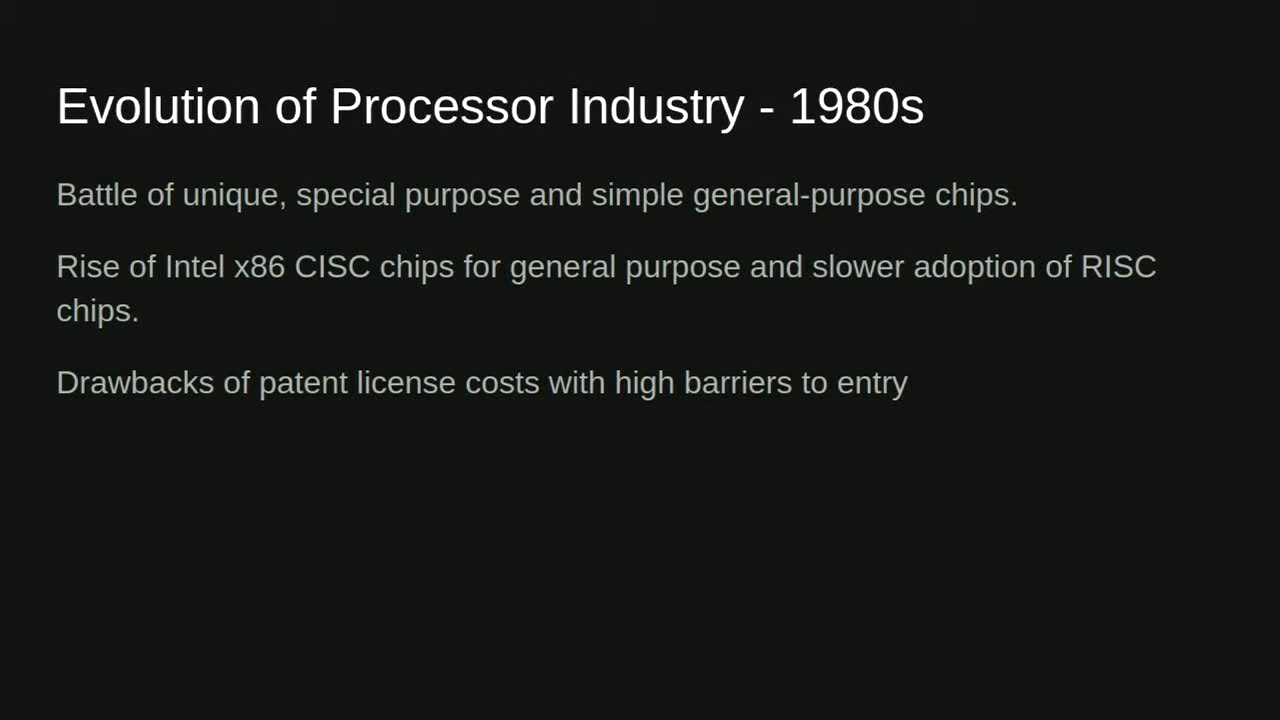 Evolution of Processor Industry - 1980s
Battle of unique, special purpose and simple general-purpose chips.
Rise of Intel x86 CISC chips for general purpose and slower adoption of RISC
chips.
Drawbacks of patent license costs with high barriers to entry